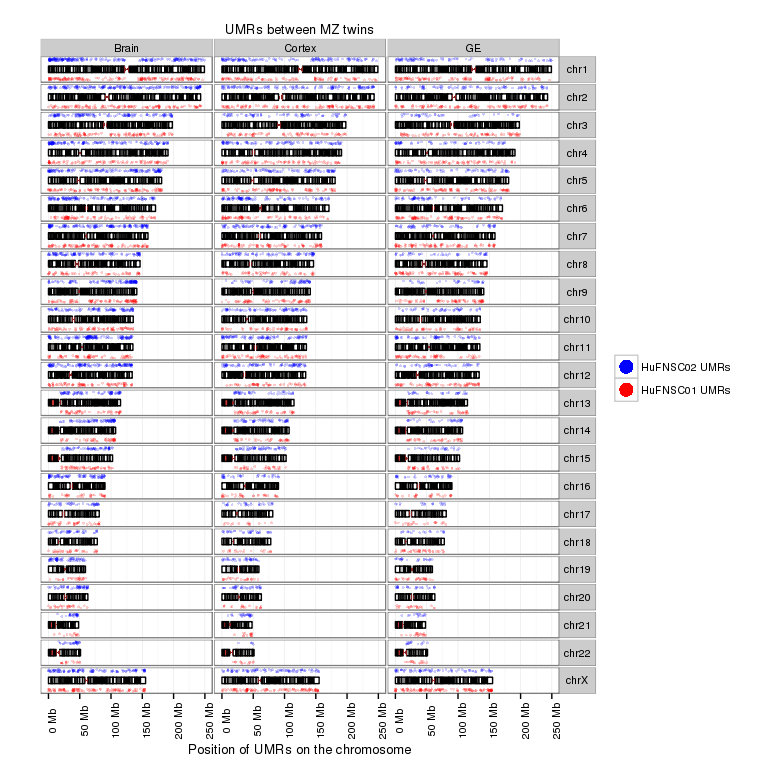 UMRs between MZ twins
Brain Cortex GE
chr1
chr2
chr3
chr4
chr5
chr6
chr7
chr8
chr9
chr10
chr11
chr12
chr13
chr14
chr15
chr16
chr17
chr18
chr19
chr20
chr21
chr22
chrX
HuFNSC02 UMRs
HuFNSC01 UMRs
0 Mb 50 Mb 100 Mb 150 Mb 200 Mb 250 Mb 0 Mb 50 Mb 100 Mb 150 Mb 200 Mb 250 Mb 0 Mb 50 Mb 100 Mb 150 Mb 200 Mb 250 Mb
Position of UMRs on the chromosome